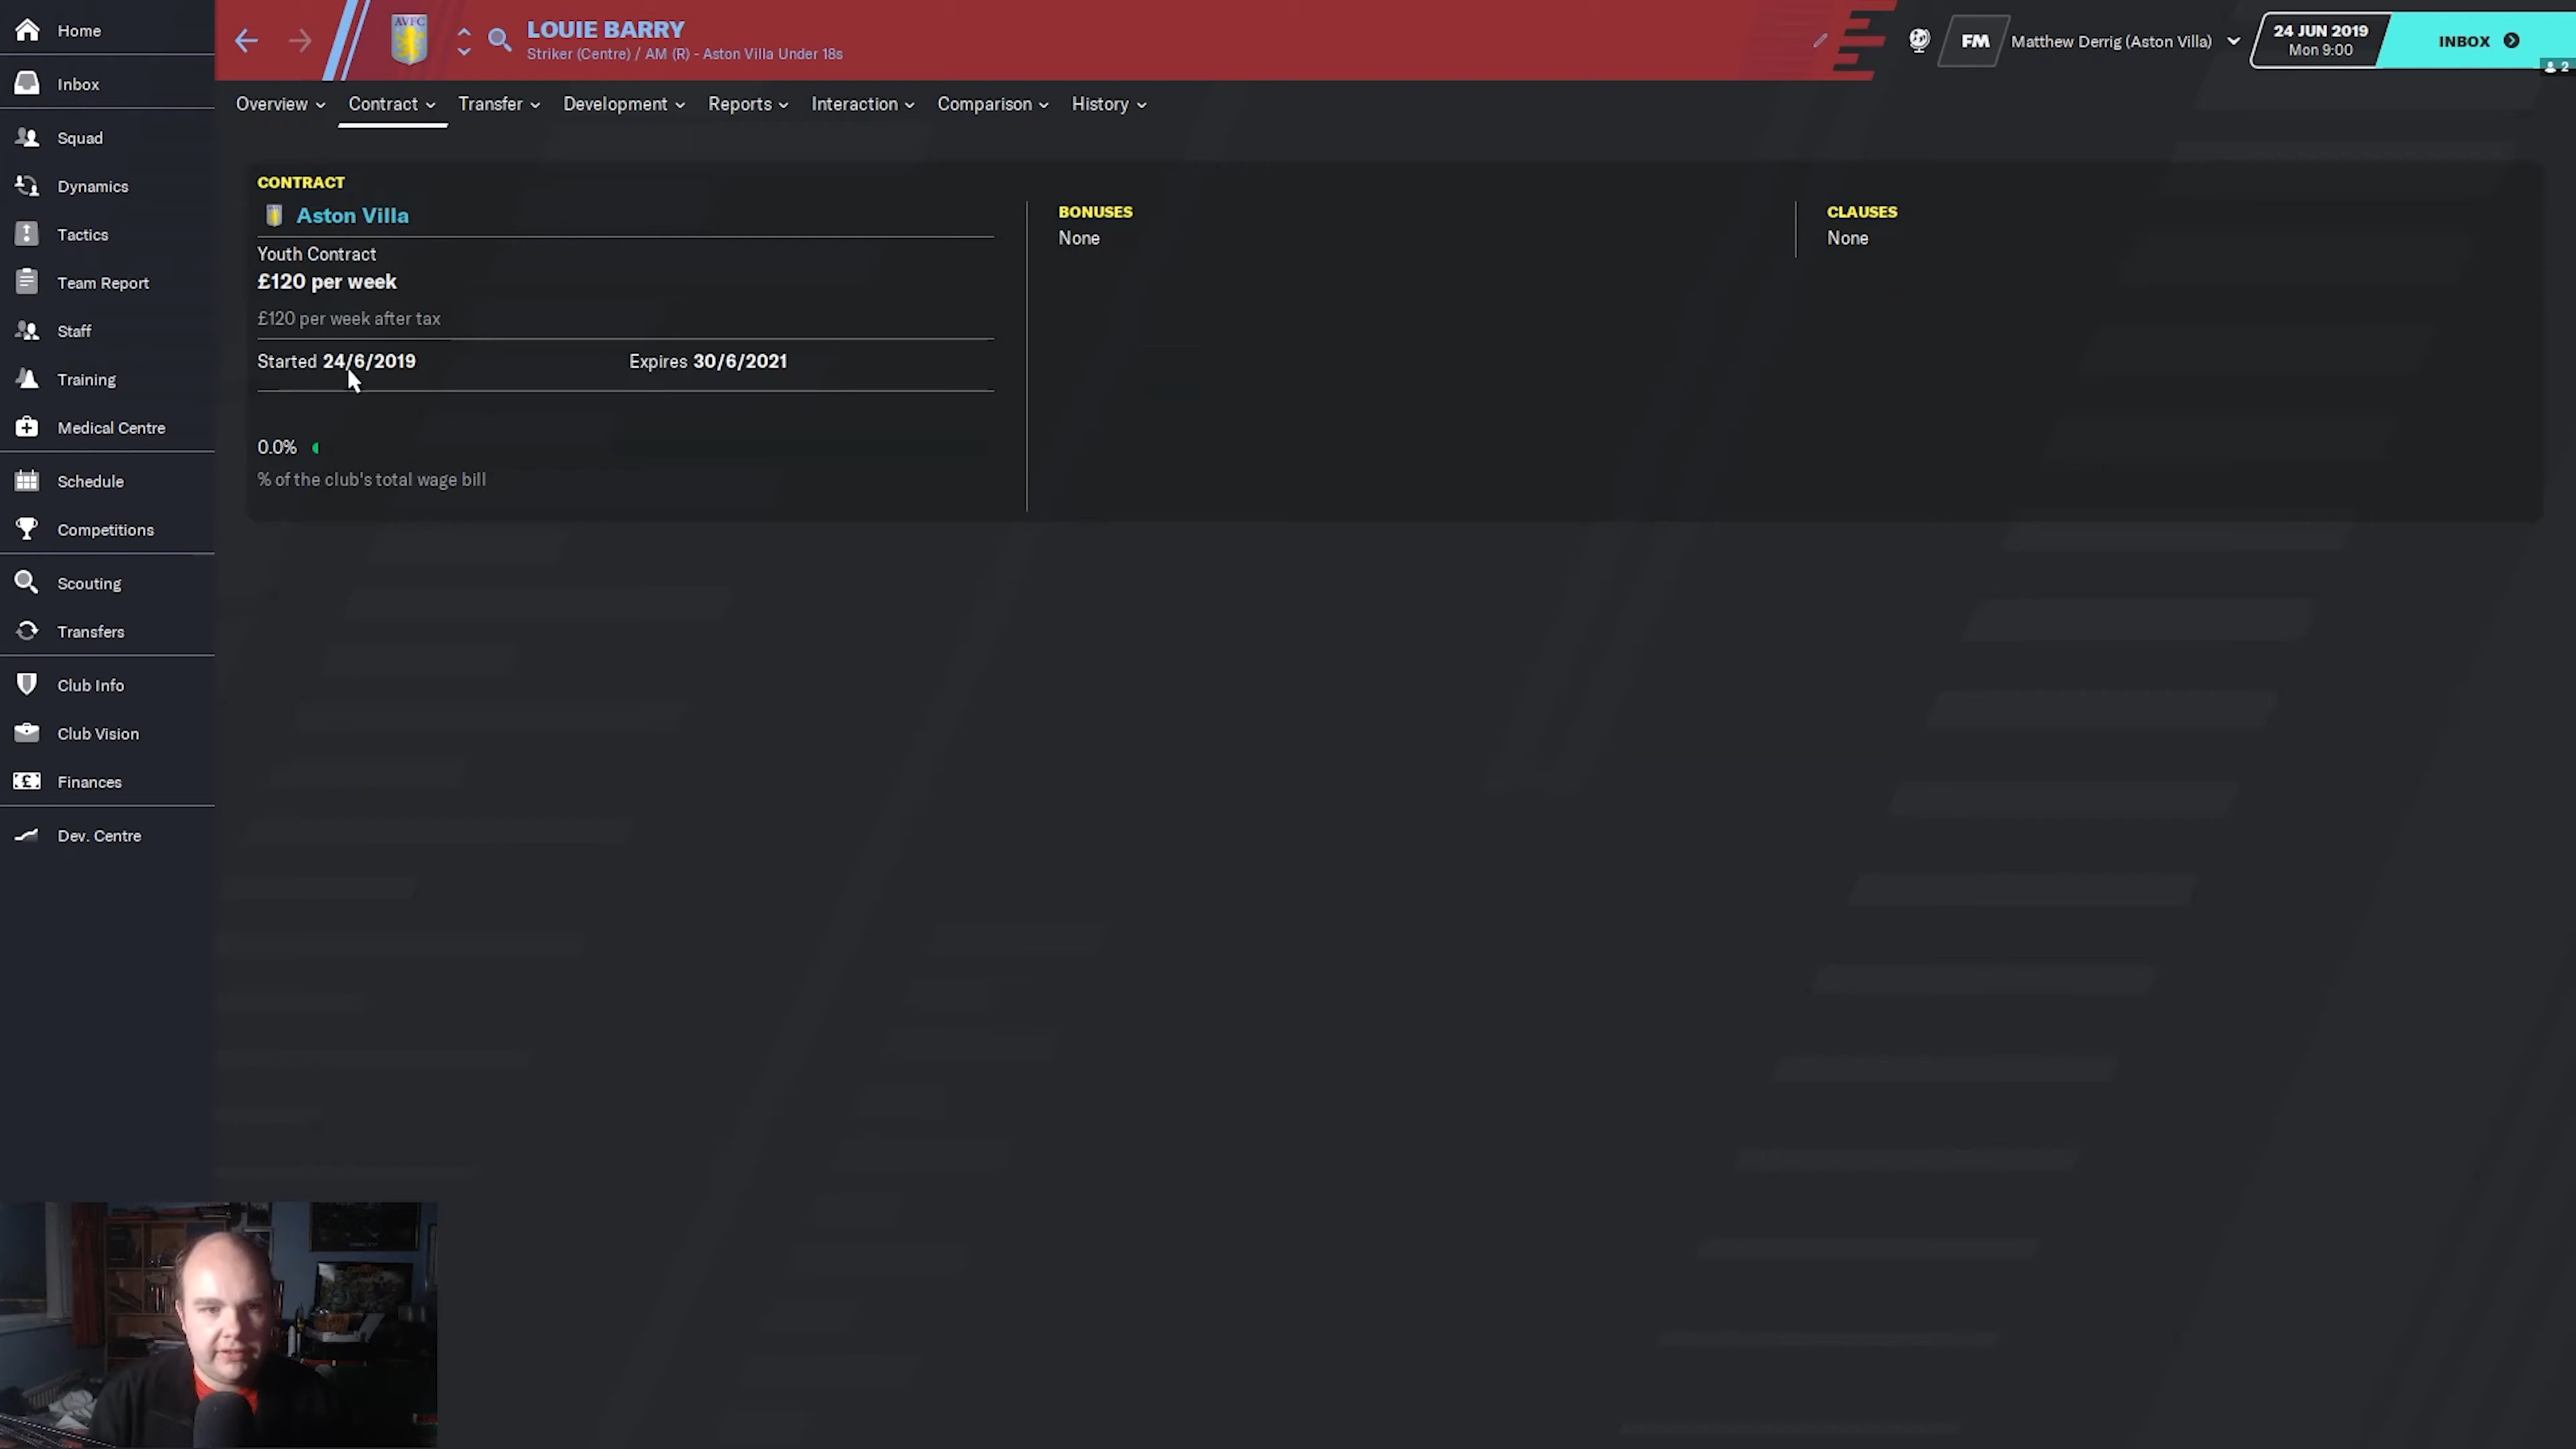 Home
Inbox
Squad
Dynamics
Tactics
Team Report
Staff
Training
Medical Centre
Schedule
Competitions
Scouting
Transfers
Club Info
Club Vision
Finances
Dev. Centre
AVFC
LOUIE BARRY
Striker (Centre) / AM (R) - Aston Villa Under 18s
FM
Matthew Derrig (Aston Villa)
24 JUN 2019
Mon 9:00
INBOX
2
Overview
Contract
Transfer
Development
Reports
Interaction
Comparison
History
CONTRACT
Aston Villa
Youth Contract
£120 per week
£120 per week after tax
Started 24/6/2019
Expires 30/6/2021
0.0%
% of the club's total wage bill
BONUSES
None
CLAUSES
None